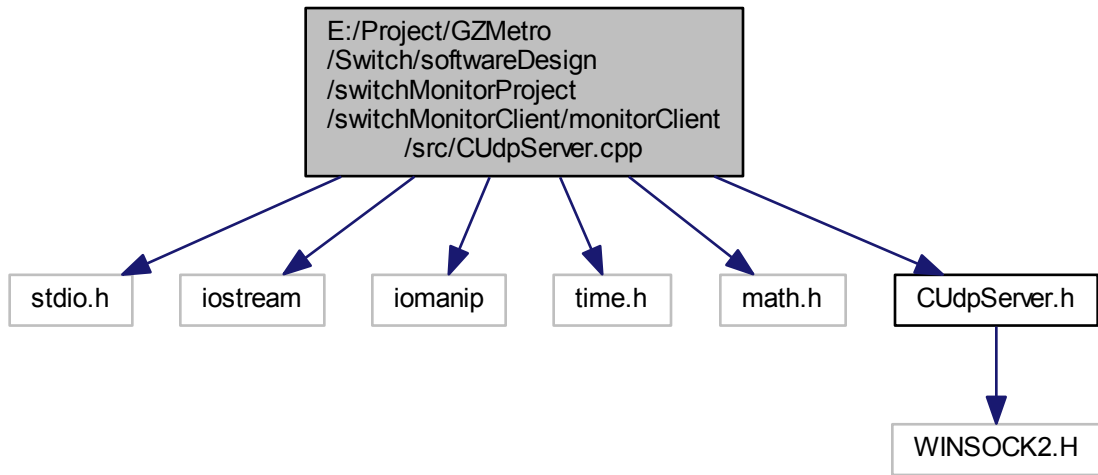 E:/Project/GZMetro
/Switch/softwareDesign
/switchMonitorProject
/switchMonitorClient/monitorClient
/src/CUdpServer.cpp
stdio.h
iostream
iomanip
time.h
math.h
CUdpServer.h
WINSOCK2.H